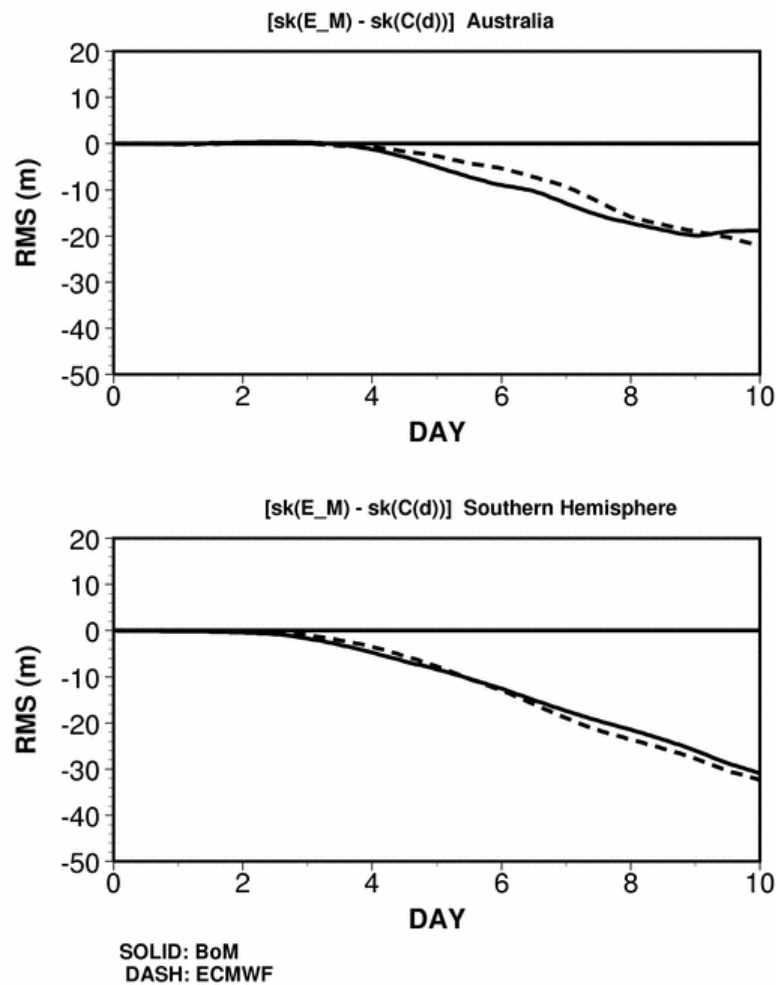 [sk(E_M) - sk(C(d))] Australia
20
10
0
-10
-20
-30
-40
-50
RMS (m)
0 2 4 6 8 10
DAY
[sk(E_M) - sk(C(d))] Southern Hemisphere
20
10
0
-10
-20
-30
-40
-50
RMS (m)
0 2 4 6 8 10
DAY
SOLID: BoM
DASH: ECMWF